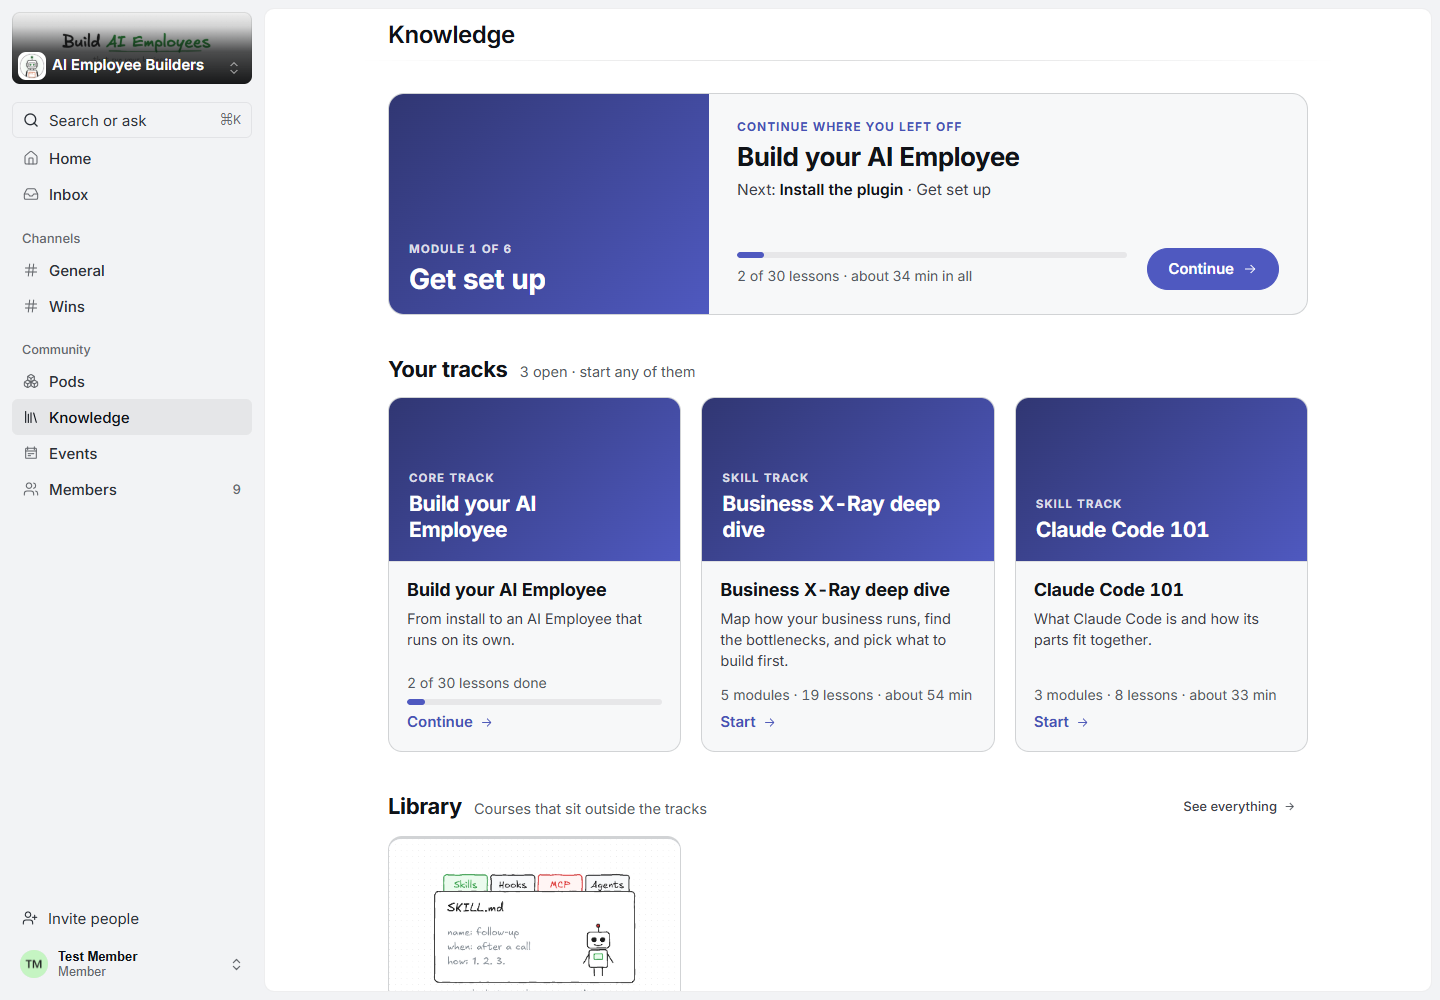 Build AI Employees
AI Employee Builders
Search or ask ⌘K
Home
Inbox
Channels
General
Wins
Community
Pods
Knowledge
Events
Members 9
Invite people
TM
Test Member
Member
Knowledge
MODULE 1 OF 6
Get set up
CONTINUE WHERE YOU LEFT OFF
Build your AI Employee
Next: Install the plugin · Get set up
2 of 30 lessons · about 34 min in all
Continue →
Your tracks 3 open · start any of them
CORE TRACK
Build your AI
Employee
Build your AI Employee
From install to an AI Employee that
runs on its own.
2 of 30 lessons done
Continue →
SKILL TRACK
Business X-Ray deep
dive
Business X-Ray deep dive
Map how your business runs, find
the bottlenecks, and pick what to
build first.
5 modules · 19 lessons · about 54 min
Start →
SKILL TRACK
Claude Code 101
Claude Code 101
What Claude Code is and how its
parts fit together.
3 modules · 8 lessons · about 33 min
Start →
Library Courses that sit outside the tracks
See everything →
Skills Hooks MCP Agents
SKILL.md
name: follow-up
when: after a call
how: 1. 2. 3.